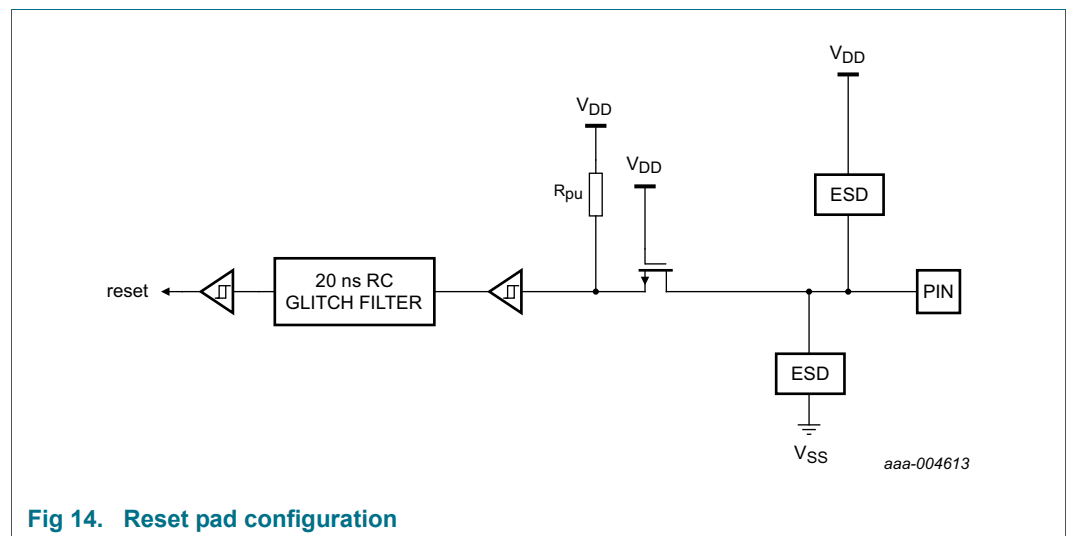 VDD
VDD
VDD
Rpu
ESD
reset
20 ns RC
GLITCH FILTER
PIN
ESD
VSS
aaa-004613
Fig 14. Reset pad configuration